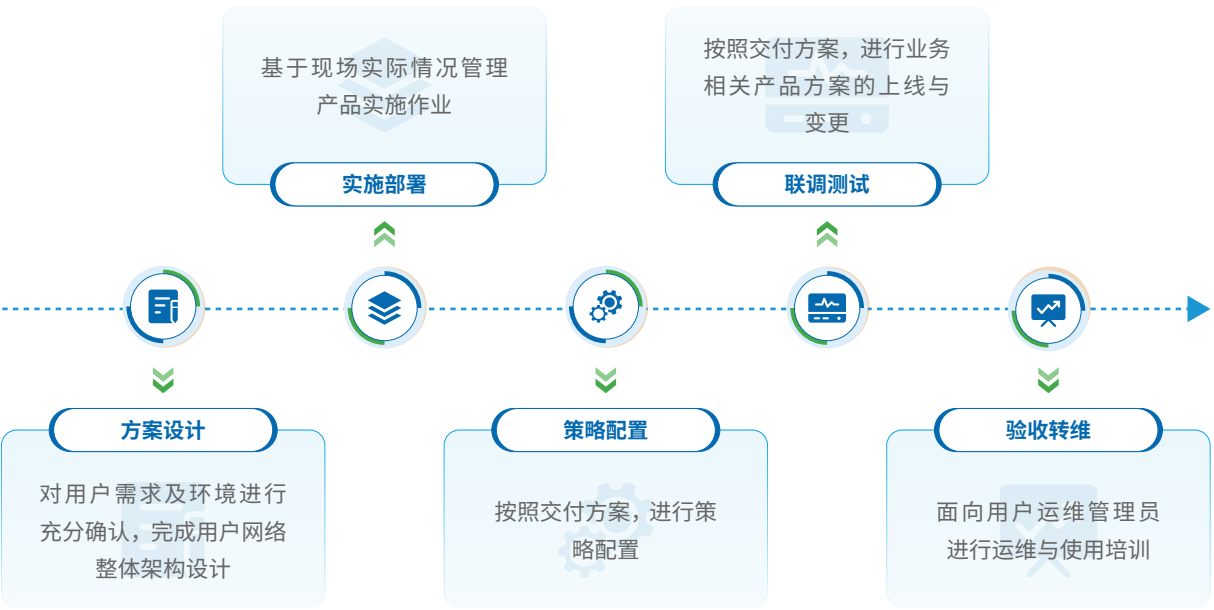 基于现场实际情况管理
产品实施作业
实施部署
按照交付方案，进行业务
相关产品方案的上线与
变更
联调测试
方案设计
对用户需求及环境进行
充分确认，完成用户网络
整体架构设计
策略配置
按照交付方案，进行策
略配置
验收转维
面向用户运维管理员
进行运维与使用培训